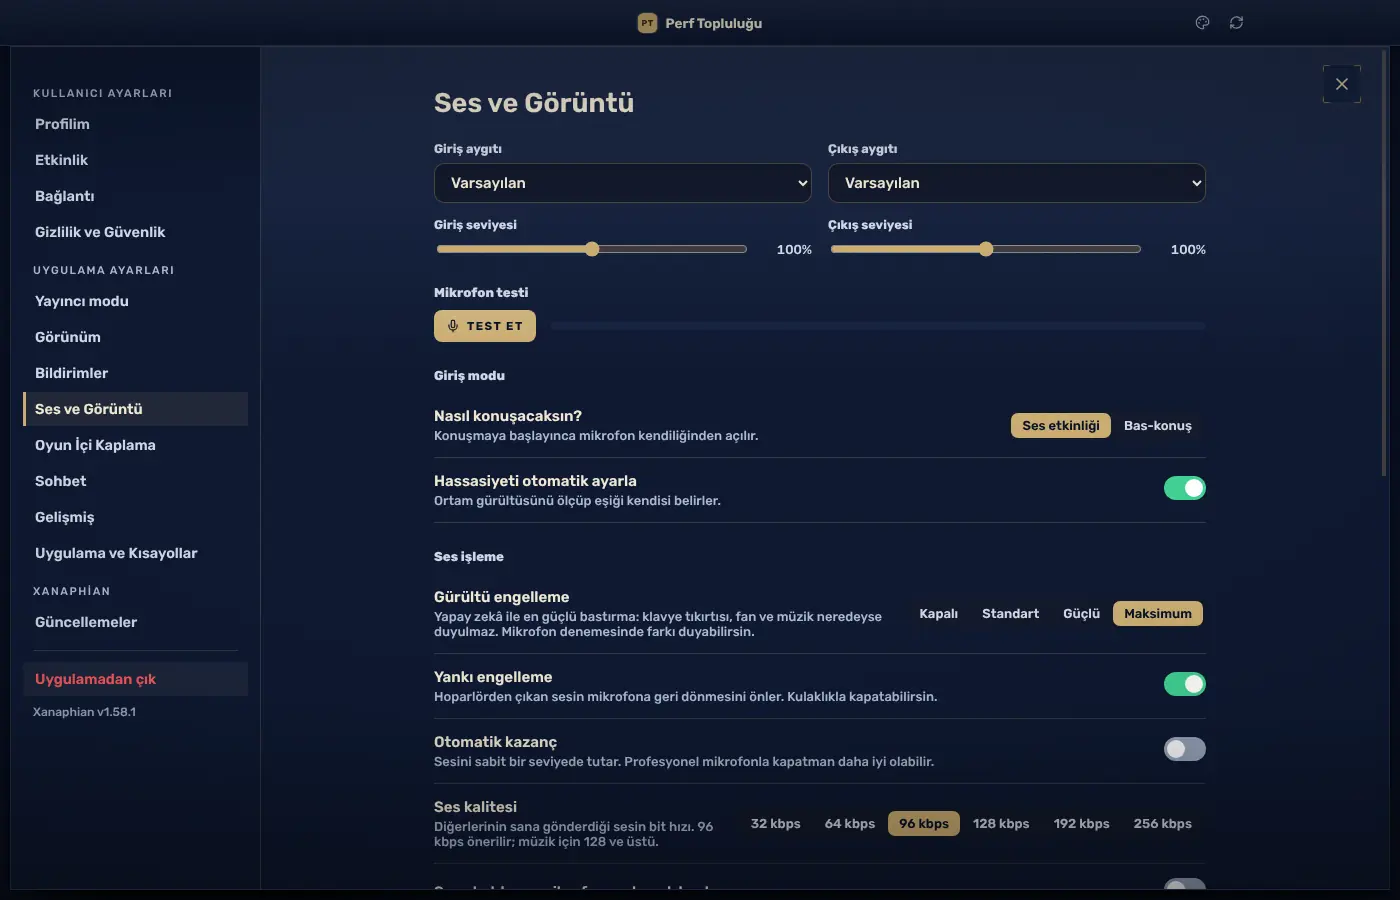 PT Perf Topluluğu
KULLANICI AYARLARI
Profilim
Etkinlik
Bağlantı
Gizlilik ve Güvenlik
UYGULAMA AYARLARI
Yayıncı modu
Görünüm
Bildirimler
Ses ve Görüntü
Oyun İçi Kaplama
Sohbet
Gelişmiş
Uygulama ve Kısayollar
XANAPHİAN
Güncellemeler
Uygulamadan çık
Xanaphian v1.58.1
Ses ve Görüntü
Giriş aygıtı
Varsayılan
Çıkış aygıtı
Varsayılan
Giriş seviyesi
100%
Çıkış seviyesi
100%
Mikrofon testi
TEST ET
Giriş modu
Nasıl konuşacaksın?
Konuşmaya başlayınca mikrofon kendiliğinden açılır.
Ses etkinliği Bas-konuş
Hassasiyeti otomatik ayarla
Ortam gürültüsünü ölçüp eşiği kendisi belirler.
Ses işleme
Gürültü engelleme
Yapay zekâ ile en güçlü bastırma: klavye tıkırtısı, fan ve müzik neredeyse
duyulmaz. Mikrofon denemesinde farkı duyabilirsin.
Kapalı Standart Güçlü Maksimum
Yankı engelleme
Hoparlörden çıkan sesin mikrofona geri dönmesini önler. Kulaklıkla kapatabilirsin.
Otomatik kazanç
Sesini sabit bir seviyede tutar. Profesyonel mikrofonla kapatman daha iyi olabilir.
Ses kalitesi
Diğerlerinin sana gönderdiği sesin bit hızı. 96
kbps önerilir; müzik için 128 ve üstü.
32 kbps 64 kbps 96 kbps 128 kbps 192 kbps 256 kbps